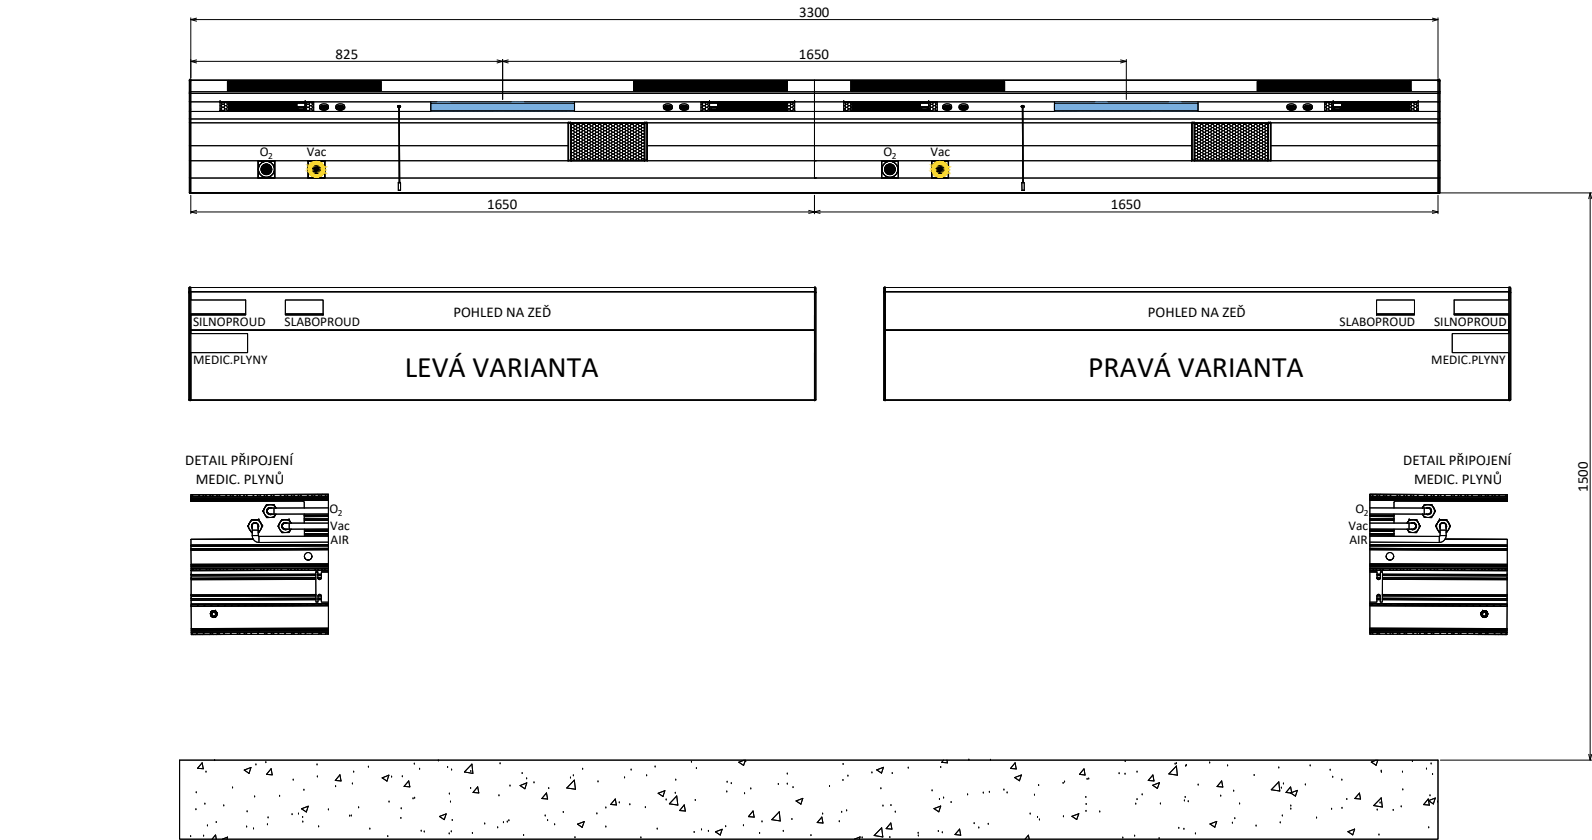 3300
825
1650
O₂
Vac
O₂
Vac
1650
1650
POHLED NA ZEĎ
SILNOPROUD
SLABOPROUD
MEDIC.PLYNY
LEVÁ VARIANTA
POHLED NA ZEĎ
SLABOPROUD
SILNOPROUD
MEDIC.PLYNY
PRAVÁ VARIANTA
DETAIL PŘIPOJENÍ
MEDIC. PLYNŮ
O₂
Vac
AIR
DETAIL PŘIPOJENÍ
MEDIC. PLYNŮ
O₂
Vac
AIR
1500